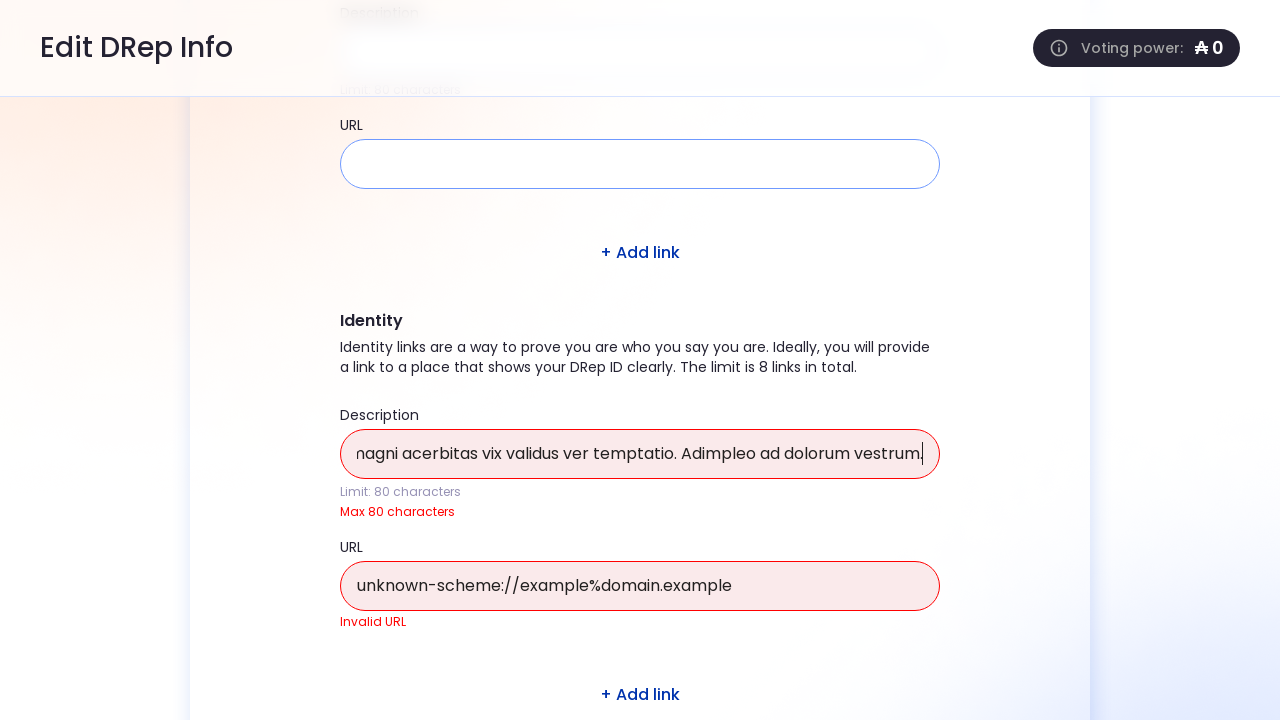 Description
Edit DRep Info
Voting power: ₳ 0
Limit: 80 characters
URL
+ Add link
Identity
Identity links are a way to prove you are who you say you are. Ideally, you will provide
a link to a place that shows your DRep ID clearly. The limit is 8 links in total.
Description
magni acerbitas vix validus ver temptatio. Adimpleo ad dolorum vestrum.
Limit: 80 characters
Max 80 characters
URL
unknown-scheme://example%domain.example
Invalid URL
+ Add link